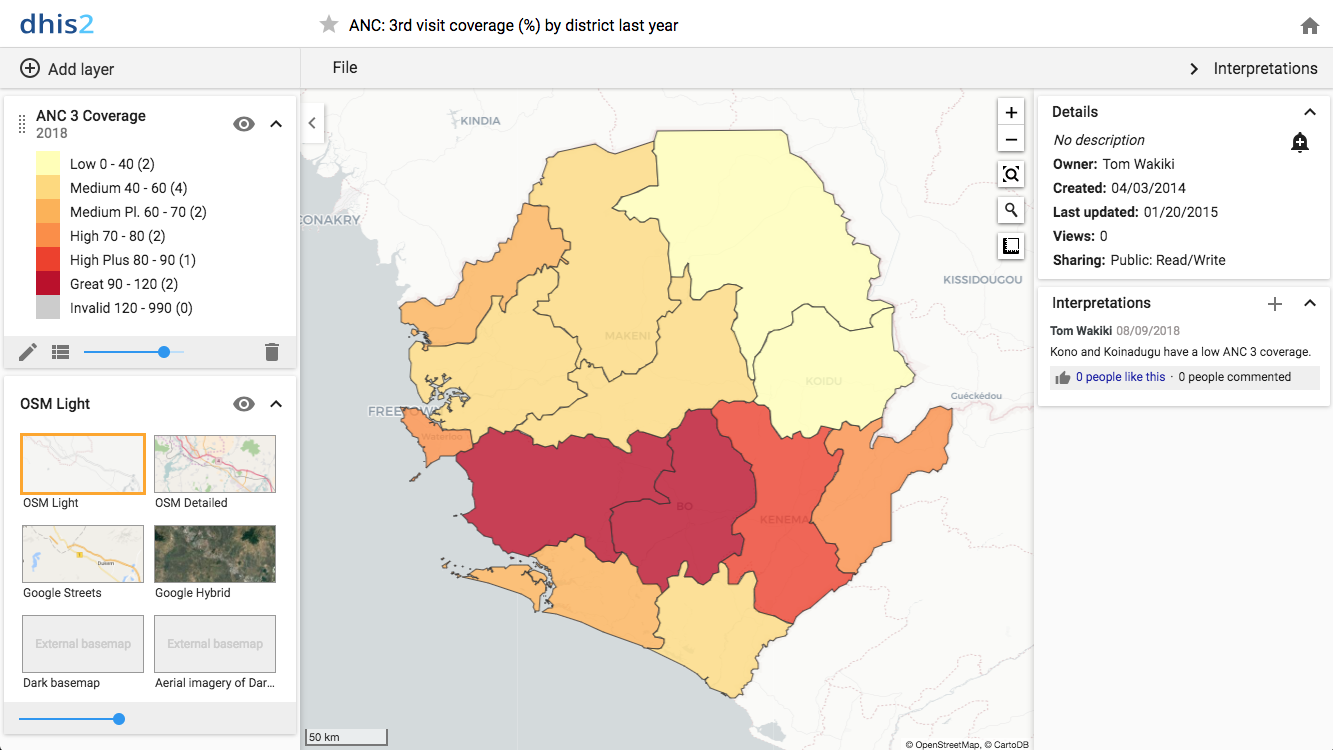 dhis2
ANC: 3rd visit coverage (%) by district last year
Add layer
File
Interpretations
ANC 3 Coverage
2018
Low 0 - 40 (2)
Medium 40 - 60 (4)
Medium Pl. 60 - 70 (2)
High 70 - 80 (2)
High Plus 80 - 90 (1)
Great 90 - 120 (2)
Invalid 120 - 990 (0)
OSM Light
OSM Light
OSM Detailed
Google Streets
Google Hybrid
External basemap
External basemap
Dark basemap
Aerial imagery of Dar...
KINDIA
CONAKRY
KISSIDOUGOU
MAKENI
KOIDU
Guéckédou
FREETOWN
Waterloo
BO
KENEMA
50 km
© OpenStreetMap, © CartoDB
Details
No description
Owner: Tom Wakiki
Created: 04/03/2014
Last updated: 01/20/2015
Views: 0
Sharing: Public: Read/Write
Interpretations
Tom Wakiki 08/09/2018
Kono and Koinadugu have a low ANC 3 coverage.
0 people like this · 0 people commented